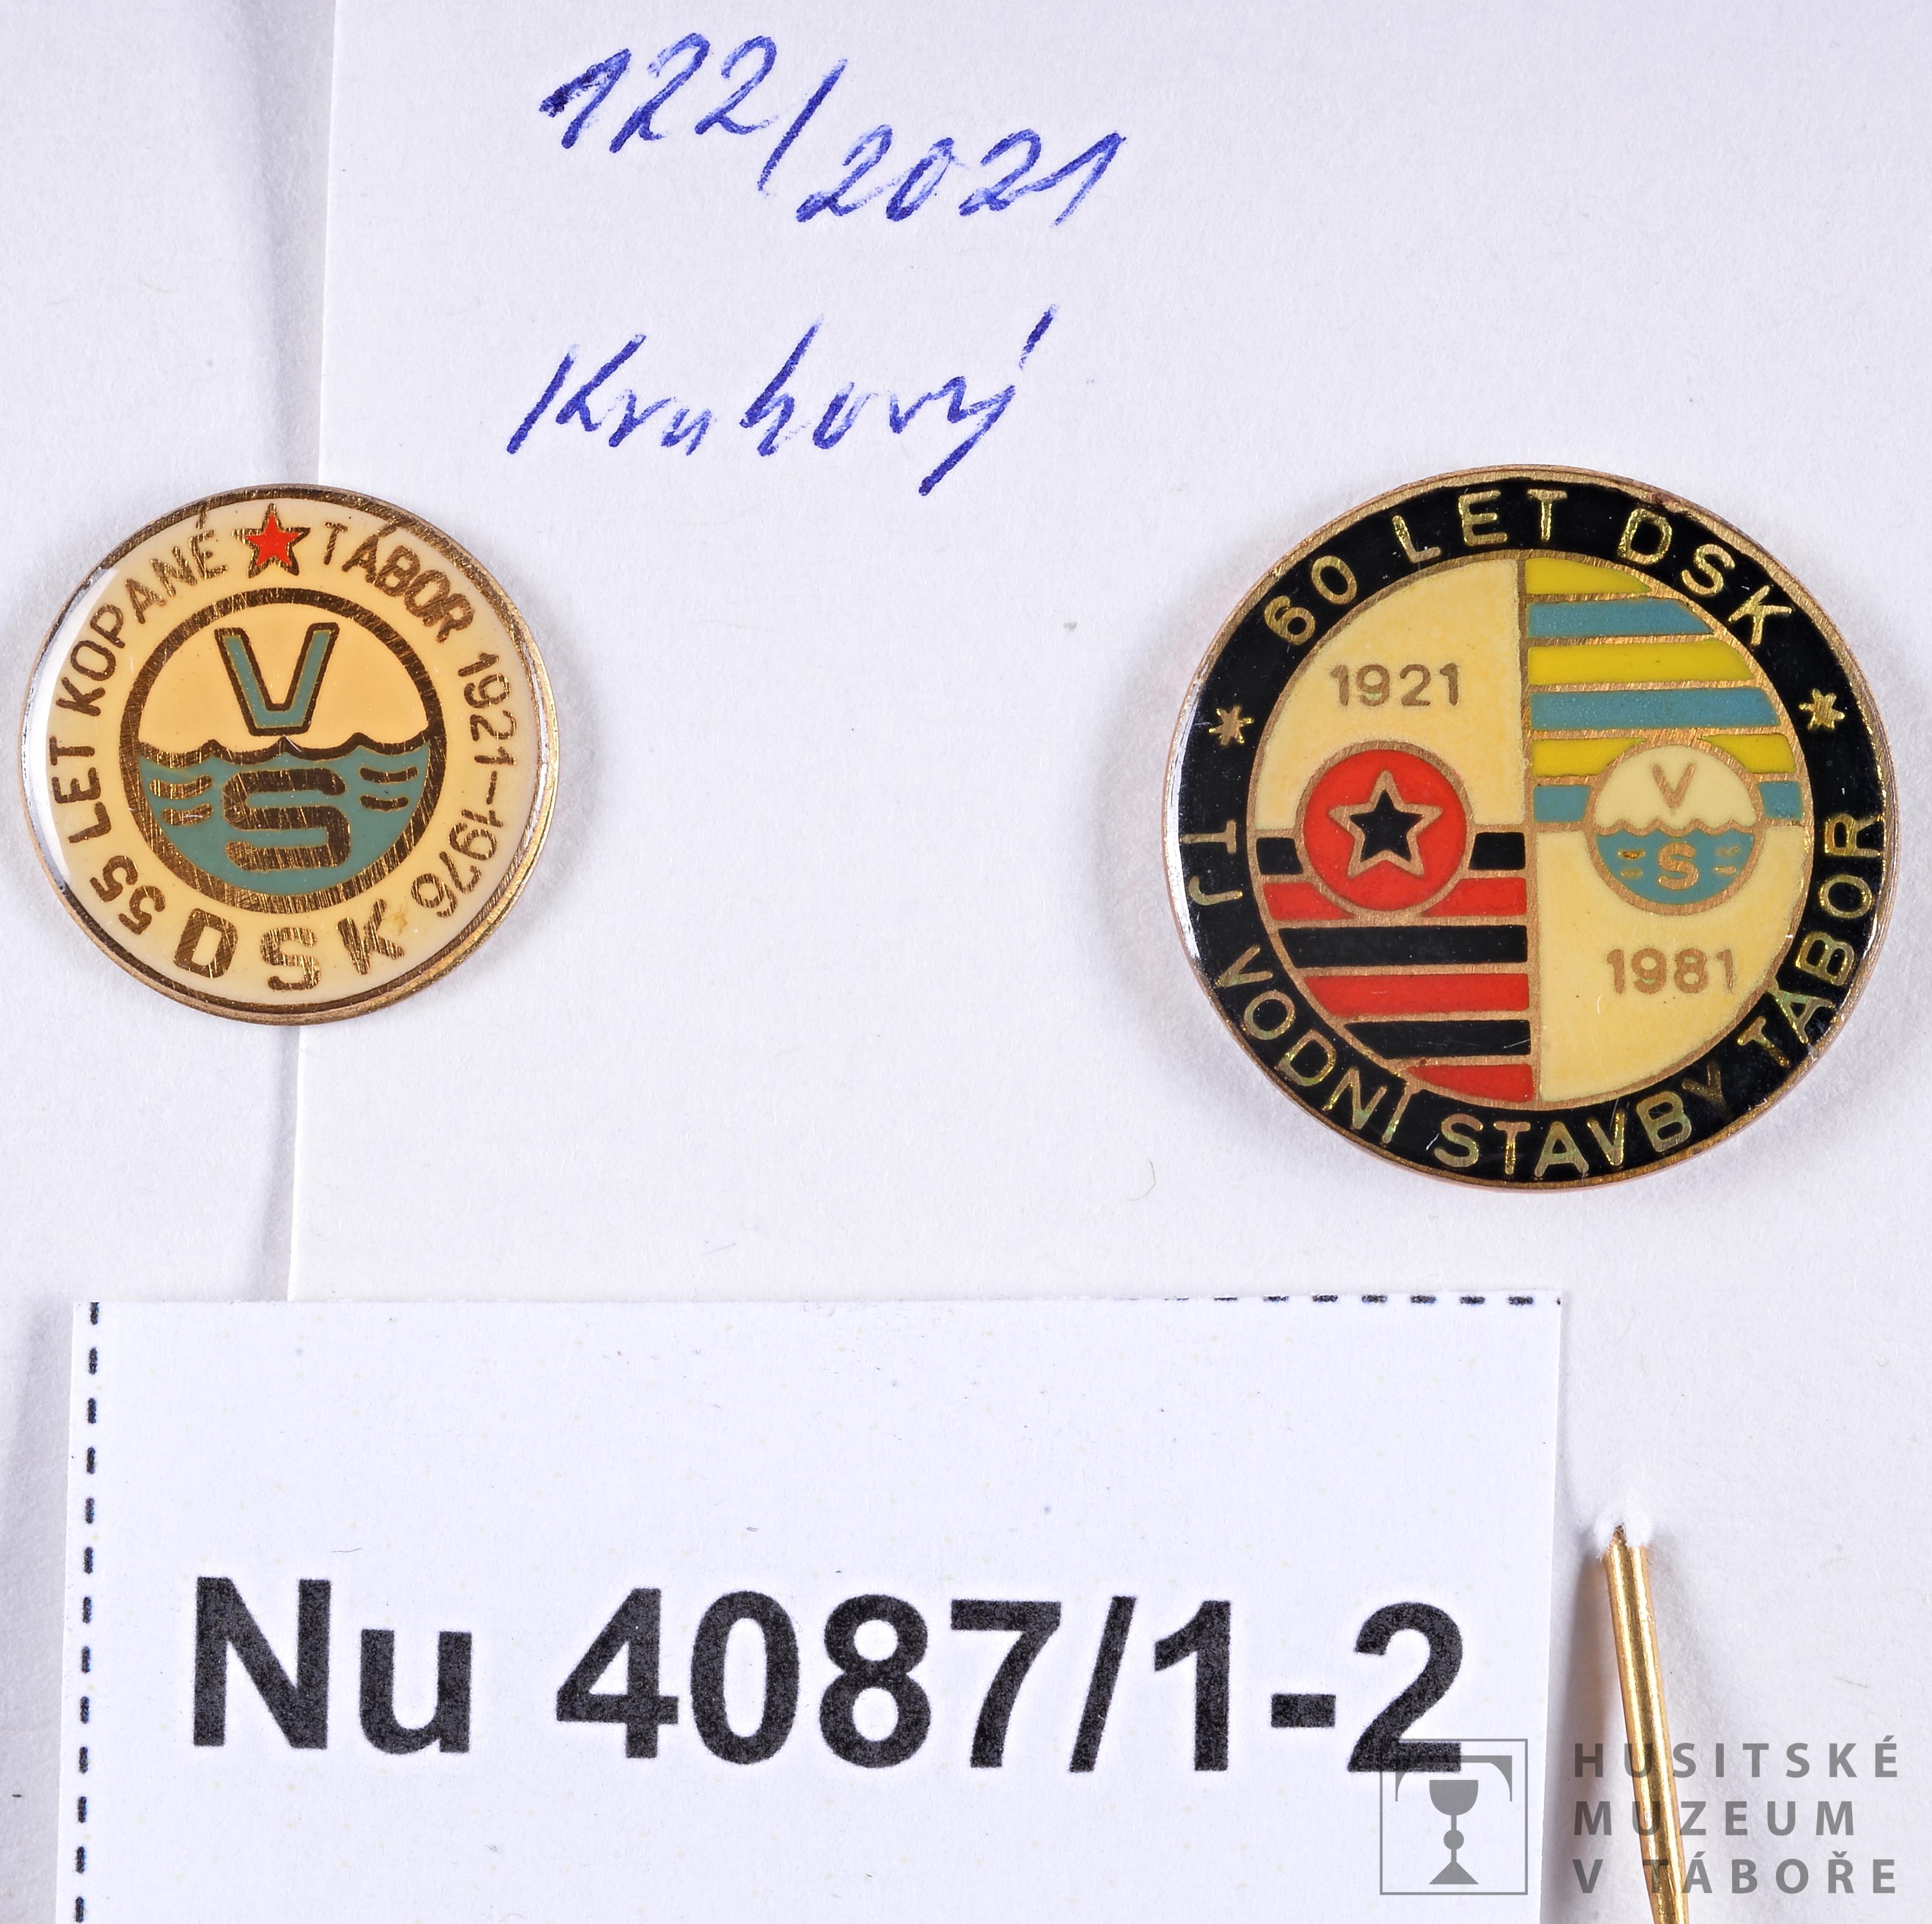 122/2021
Kruhový
55 LET KOPANÉ ★ TÁBOR 1921-1976
DSK
V
S
60 LET DSK
* TJ VODNÍ STAVBY TÁBOR *
1921
V
S
1981
Nu 4087/1-2
HUSITSKÉ
MUZEUM
V TÁBOŘE